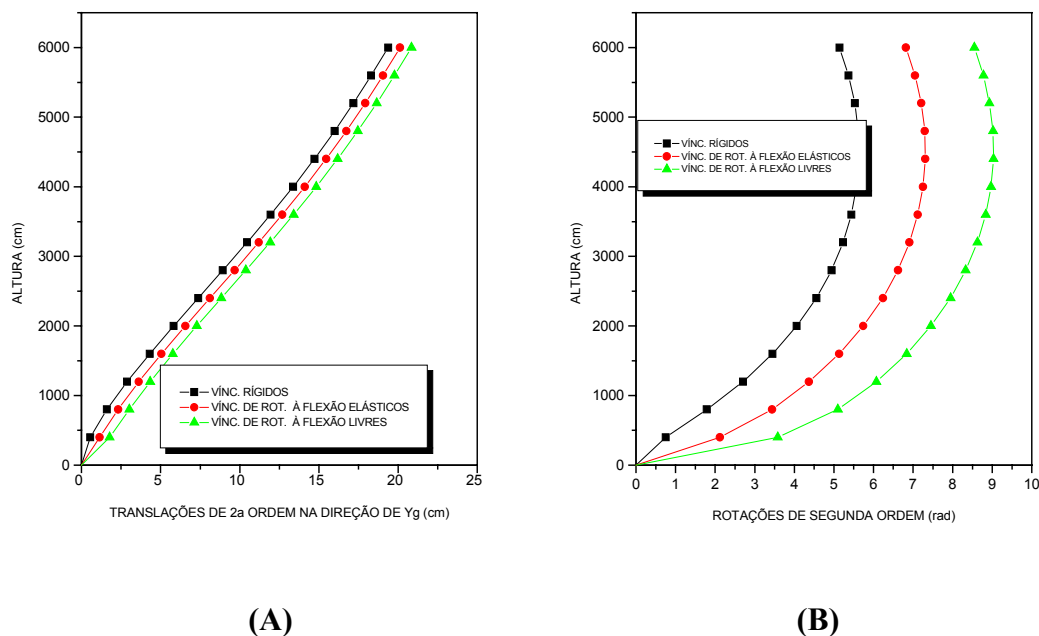 6000
5000
4000
3000
2000
1000
0
ALTURA (cm)
VÍNC. RÍGIDOS
VÍNC. DE ROT. À FLEXÃO ELÁSTICOS
VÍNC. DE ROT. À FLEXÃO LIVRES
0 5 10 15 20 25
TRANSLAÇÕES DE 2a ORDEM NA DIREÇÃO DE Yg (cm)
(A)
6000
5000
4000
3000
2000
1000
0
ALTURA (cm)
VÍNC. RÍGIDOS
VÍNC. DE ROT. À FLEXÃO ELÁSTICOS
VÍNC. DE ROT. À FLEXÃO LIVRES
0 1 2 3 4 5 6 7 8 9 10
ROTAÇÕES DE SEGUNDA ORDEM (rad)
(B)